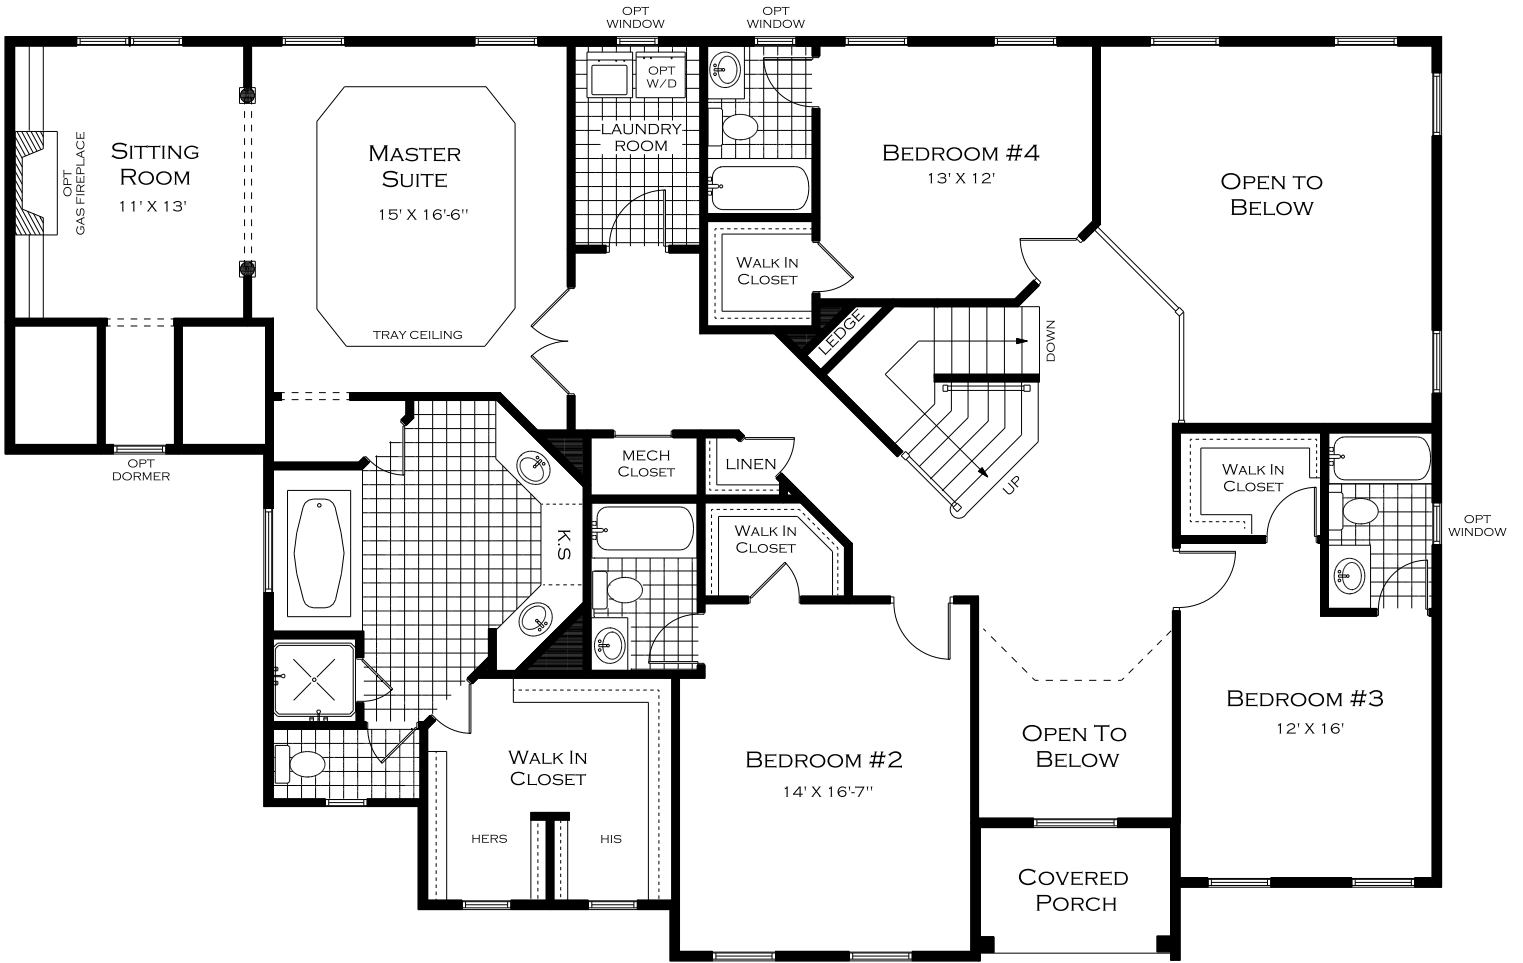 OPT
WINDOW
OPT
WINDOW
OPT
W/D
LAUNDRY
ROOM
SITTING
ROOM
11' X 13'
OPT
GAS FIREPLACE
MASTER
SUITE
15' X 16'-6"
TRAY CEILING
BEDROOM #4
13' X 12'
OPEN TO
BELOW
WALK IN
CLOSET
LEDGE
DOWN
UP
OPT
DORMER
MECH
CLOSET
LINEN
WALK IN
CLOSET
K.S
WALK IN
CLOSET
OPT
WINDOW
BEDROOM #3
12' X 16'
WALK IN
CLOSET
HERS
HIS
BEDROOM #2
14' X 16'-7"
OPEN TO
BELOW
COVERED
PORCH